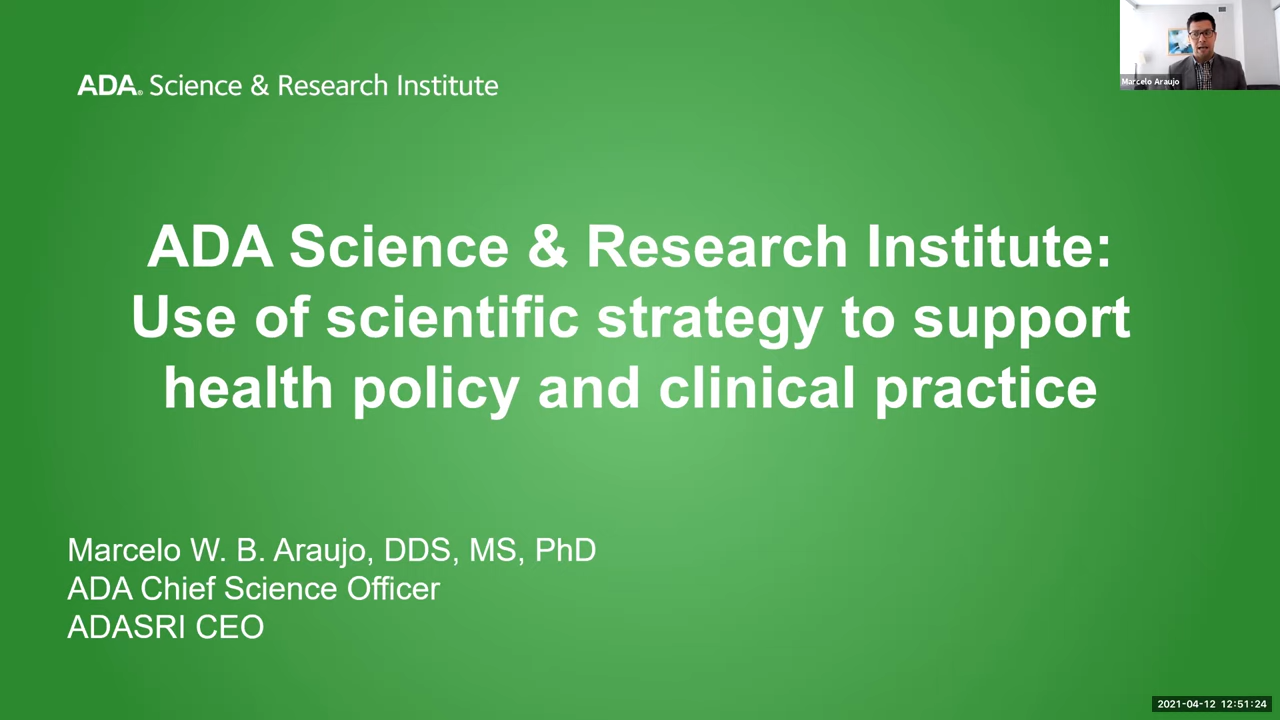 ADA® Science & Research Institute
Marcelo Araujo
ADA Science & Research Institute:
Use of scientific strategy to support
health policy and clinical practice
Marcelo W. B. Araujo, DDS, MS, PhD
ADA Chief Science Officer
ADASRI CEO
2021-04-12 12:51:24